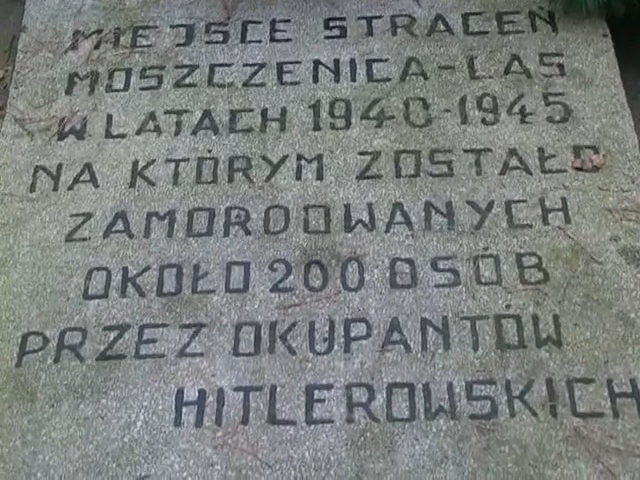 MIEJSCE STRACEŃ
MOSZCZENICA-LAS
W LATACH 1940-1945
NA KTÓRYM ZOSTAŁO
ZAMORDOWANYCH
OKOŁO 200 OSÓB
PRZEZ OKUPANTÓW
HITLEROWSKICH